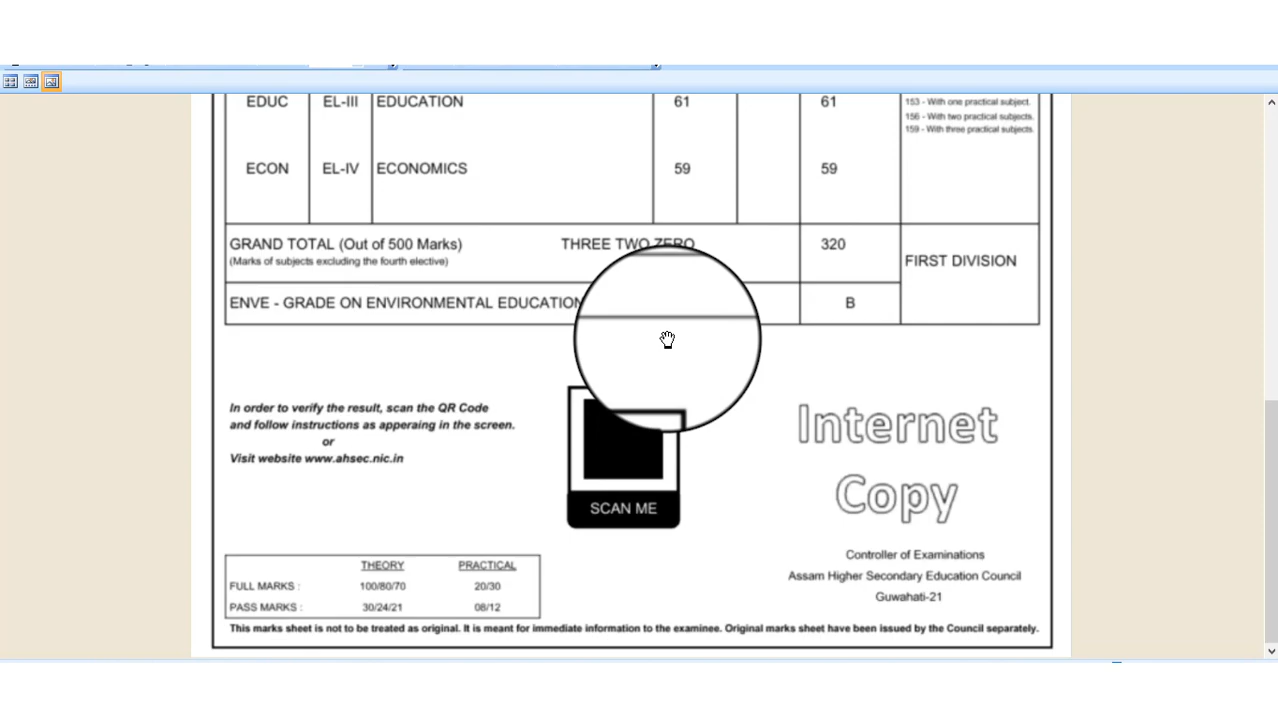 EDUC EL-III EDUCATION 61 61
153 - With one practical subject.
156 - With two practical subjects.
159 - With three practical subjects.
ECON EL-IV ECONOMICS 59 59
GRAND TOTAL (Out of 500 Marks) THREE TWO ZERO 320
(Marks of subjects excluding the fourth elective)
FIRST DIVISION
ENVE - GRADE ON ENVIRONMENTAL EDUCATION B
In order to verify the result, scan the QR Code
and follow instructions as apperaing in the screen.
or
Visit website www.ahsec.nic.in
SCAN ME
Internet
Copy
Controller of Examinations
Assam Higher Secondary Education Council
Guwahati-21
THEORY PRACTICAL
FULL MARKS : 100/80/70 20/30
PASS MARKS : 30/24/21 08/12
This marks sheet is not to be treated as original. It is meant for immediate information to the examinee. Original marks sheet have been issued by the Council separately.